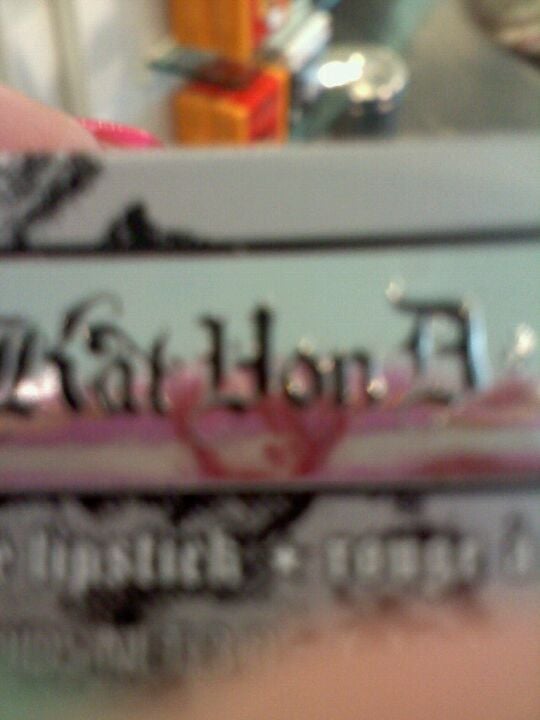 Kat Von D
lipstick • rouge à